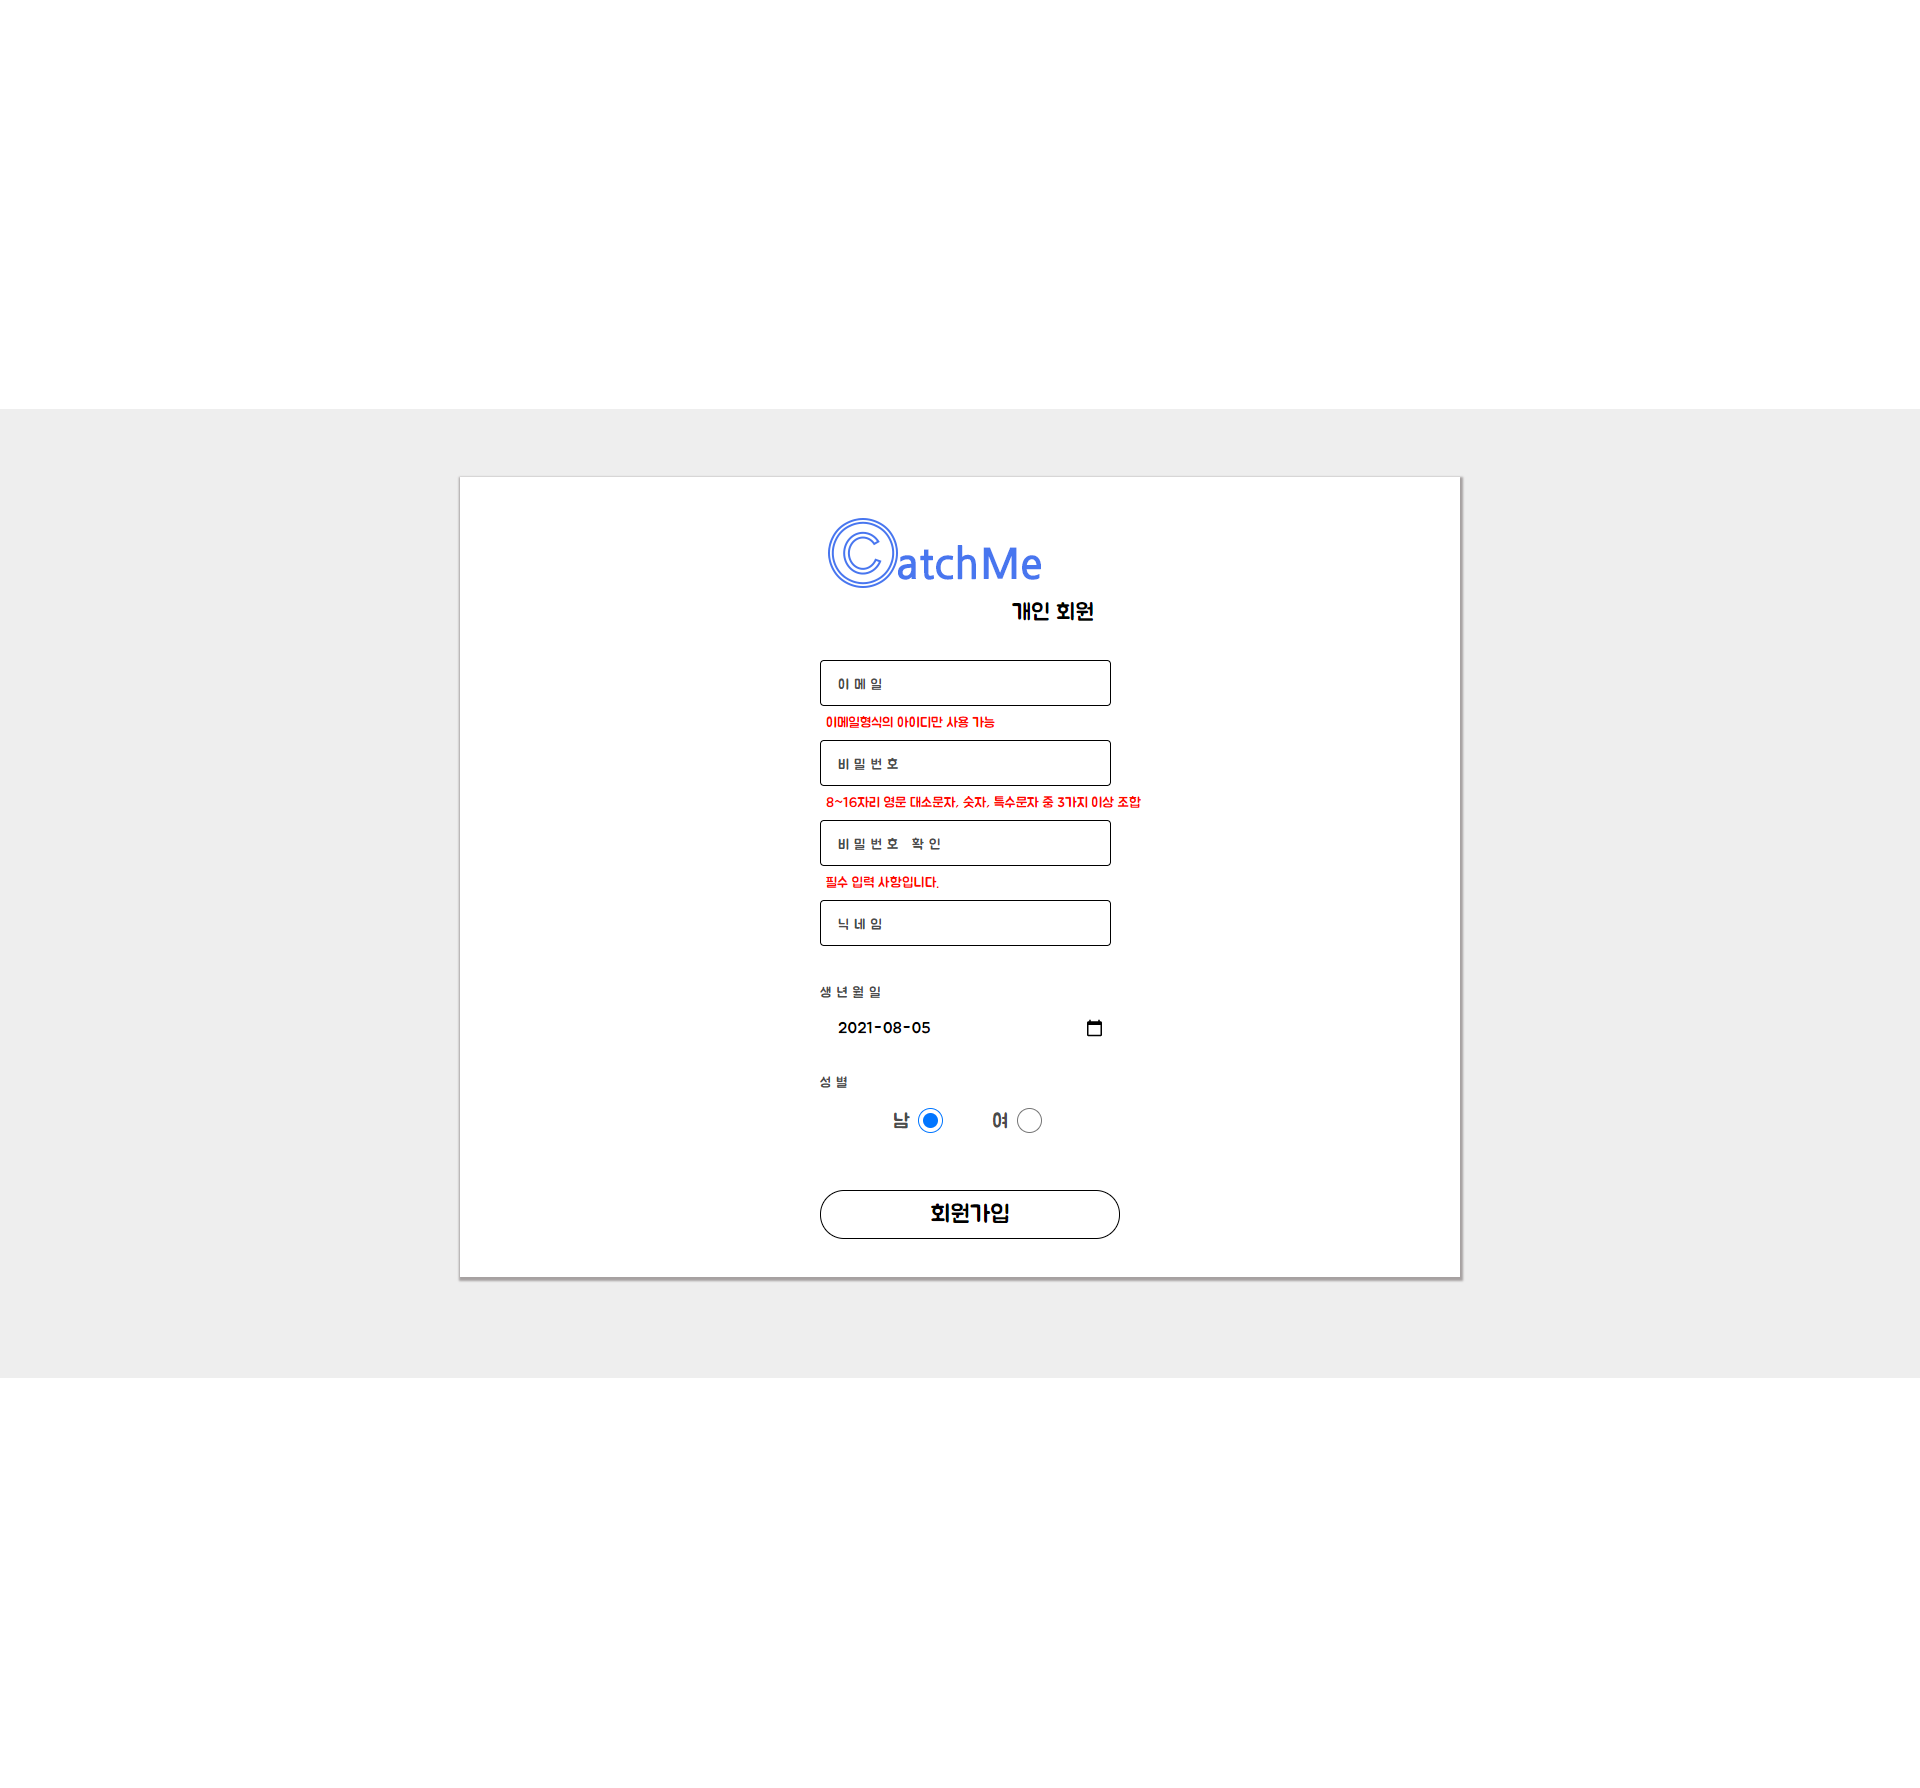 CatchMe
개인 회원
이메일
이메일형식의 아이디만 사용 가능
비밀번호
8~16자리 영문 대소문자, 숫자, 특수문자 중 3가지 이상 조합
비밀번호 확인
필수 입력 사항입니다.
닉네임
생년월일
2021-08-05
성별
남 여
회원가입